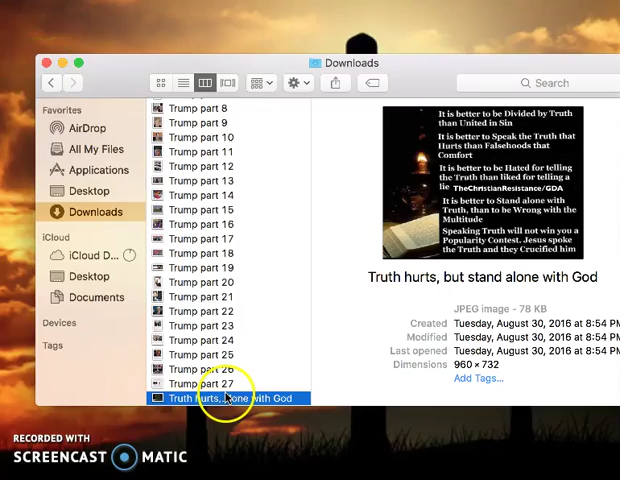 Downloads
Search
Favorites
AirDrop
All My Files
Applications
Desktop
Downloads
iCloud
iCloud D...
Desktop
Documents
Devices
Tags
Trump part 8
Trump part 9
Trump part 10
Trump part 11
Trump part 12
Trump part 13
Trump part 14
Trump part 15
Trump part 16
Trump part 17
Trump part 18
Trump part 19
Trump part 20
Trump part 21
Trump part 22
Trump part 23
Trump part 24
Trump part 25
Trump part 26
Trump part 27
Truth hurts,...one with God
It is better to be Divided by Truth
than United in Sin
It is better to Speak the Truth that
Hurts than Falsehoods that
Comfort
It is better to be Hated for telling
the Truth than liked for telling a
lie TheChristianResistance/GDA
It is better to Stand alone with
Truth, than to be Wrong with the
Multitude
Speaking Truth will not win you a
Popularity Contest. Jesus spoke
the Truth and they Crucified him
Truth hurts, but stand alone with God
JPEG image - 78 KB
Created Tuesday, August 30, 2016 at 8:54 P
Modified Tuesday, August 30, 2016 at 8:54 P
Last opened Tuesday, August 30, 2016 at 8:54 P
Dimensions 960 × 732
Add Tags...
RECORDED WITH
SCREENCAST MATIC